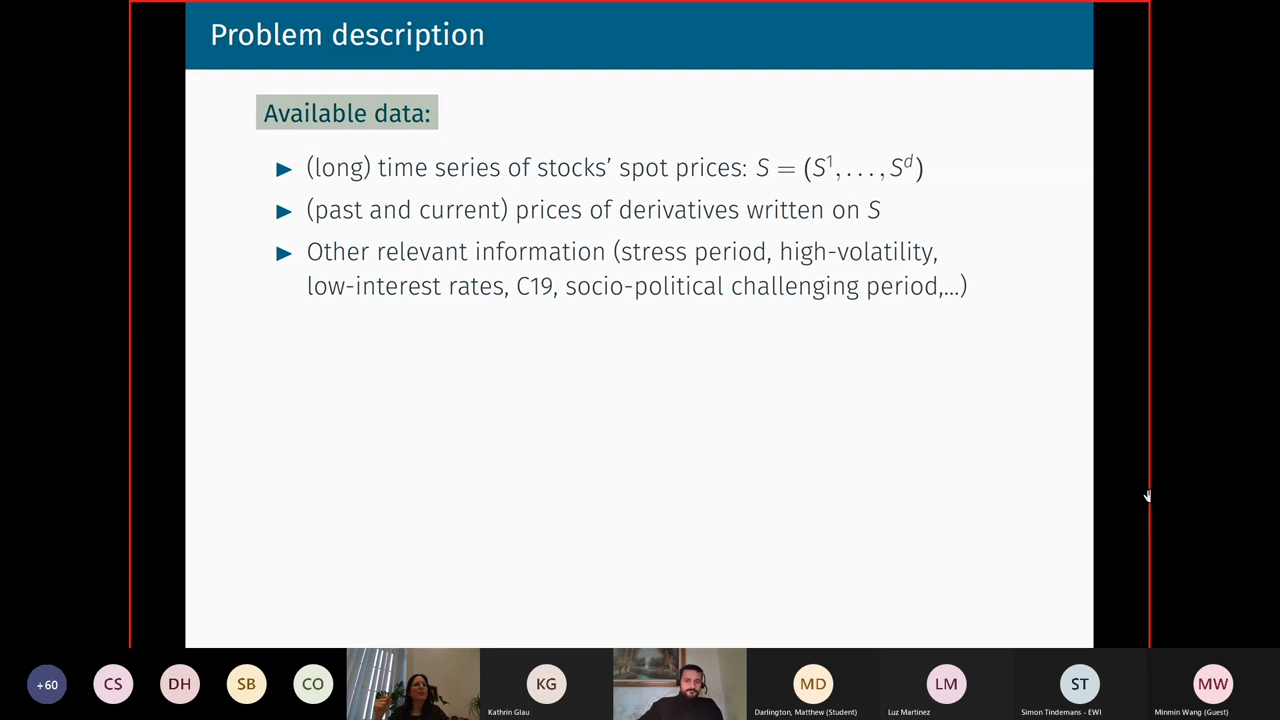 Problem description
Available data:
▶ (long) time series of stocks’ spot prices: S = (S¹, . . . , Sᵈ)
▶ (past and current) prices of derivatives written on S
▶ Other relevant information (stress period, high-volatility,
low-interest rates, C19, socio-political challenging period,...)
+60 CS DH SB CO KG MD LM ST MW
Kathrin Glau Darlington, Matthew (Student) Luz Martinez Simon Tindemans - EWI Minmin Wang (Guest)